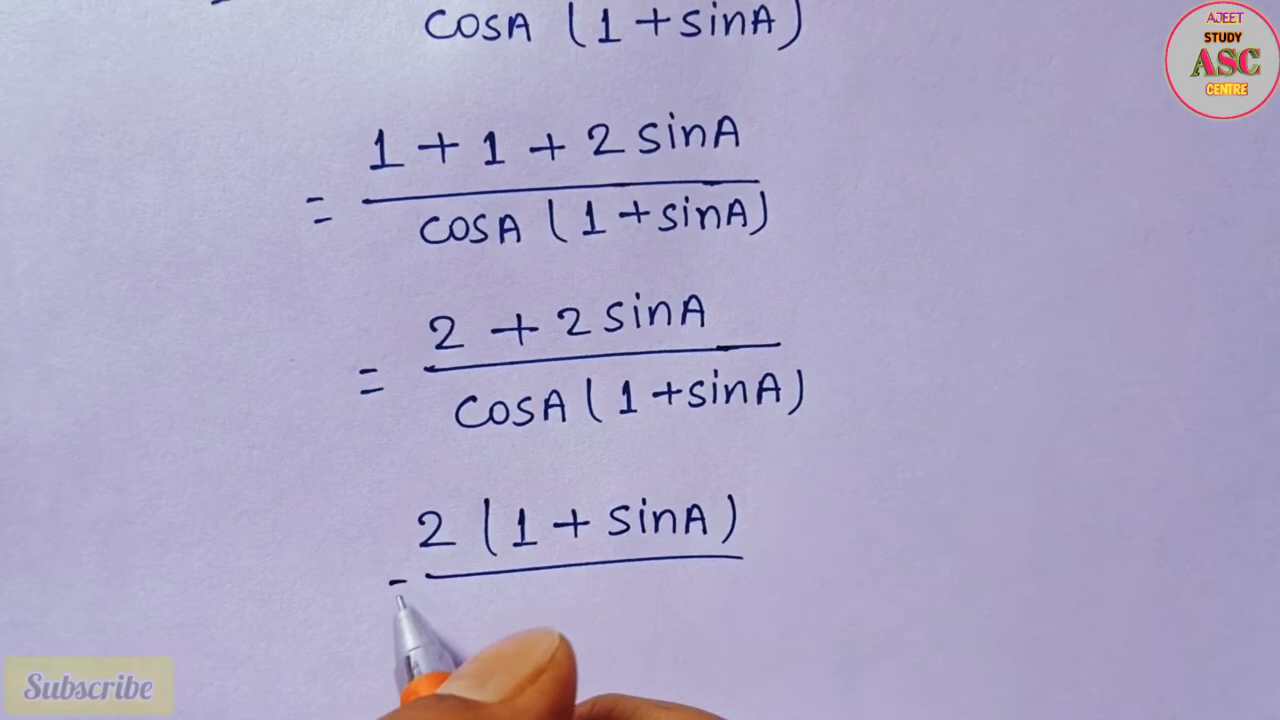 cosA (1+sinA)
AJEET
STUDY
ASC
CENTRE
1 + 1 + 2 sinA
=
cosA (1+sinA)
2 + 2 sinA
=
cosA (1+sinA)
2 (1 + sinA)
-
Subscribe